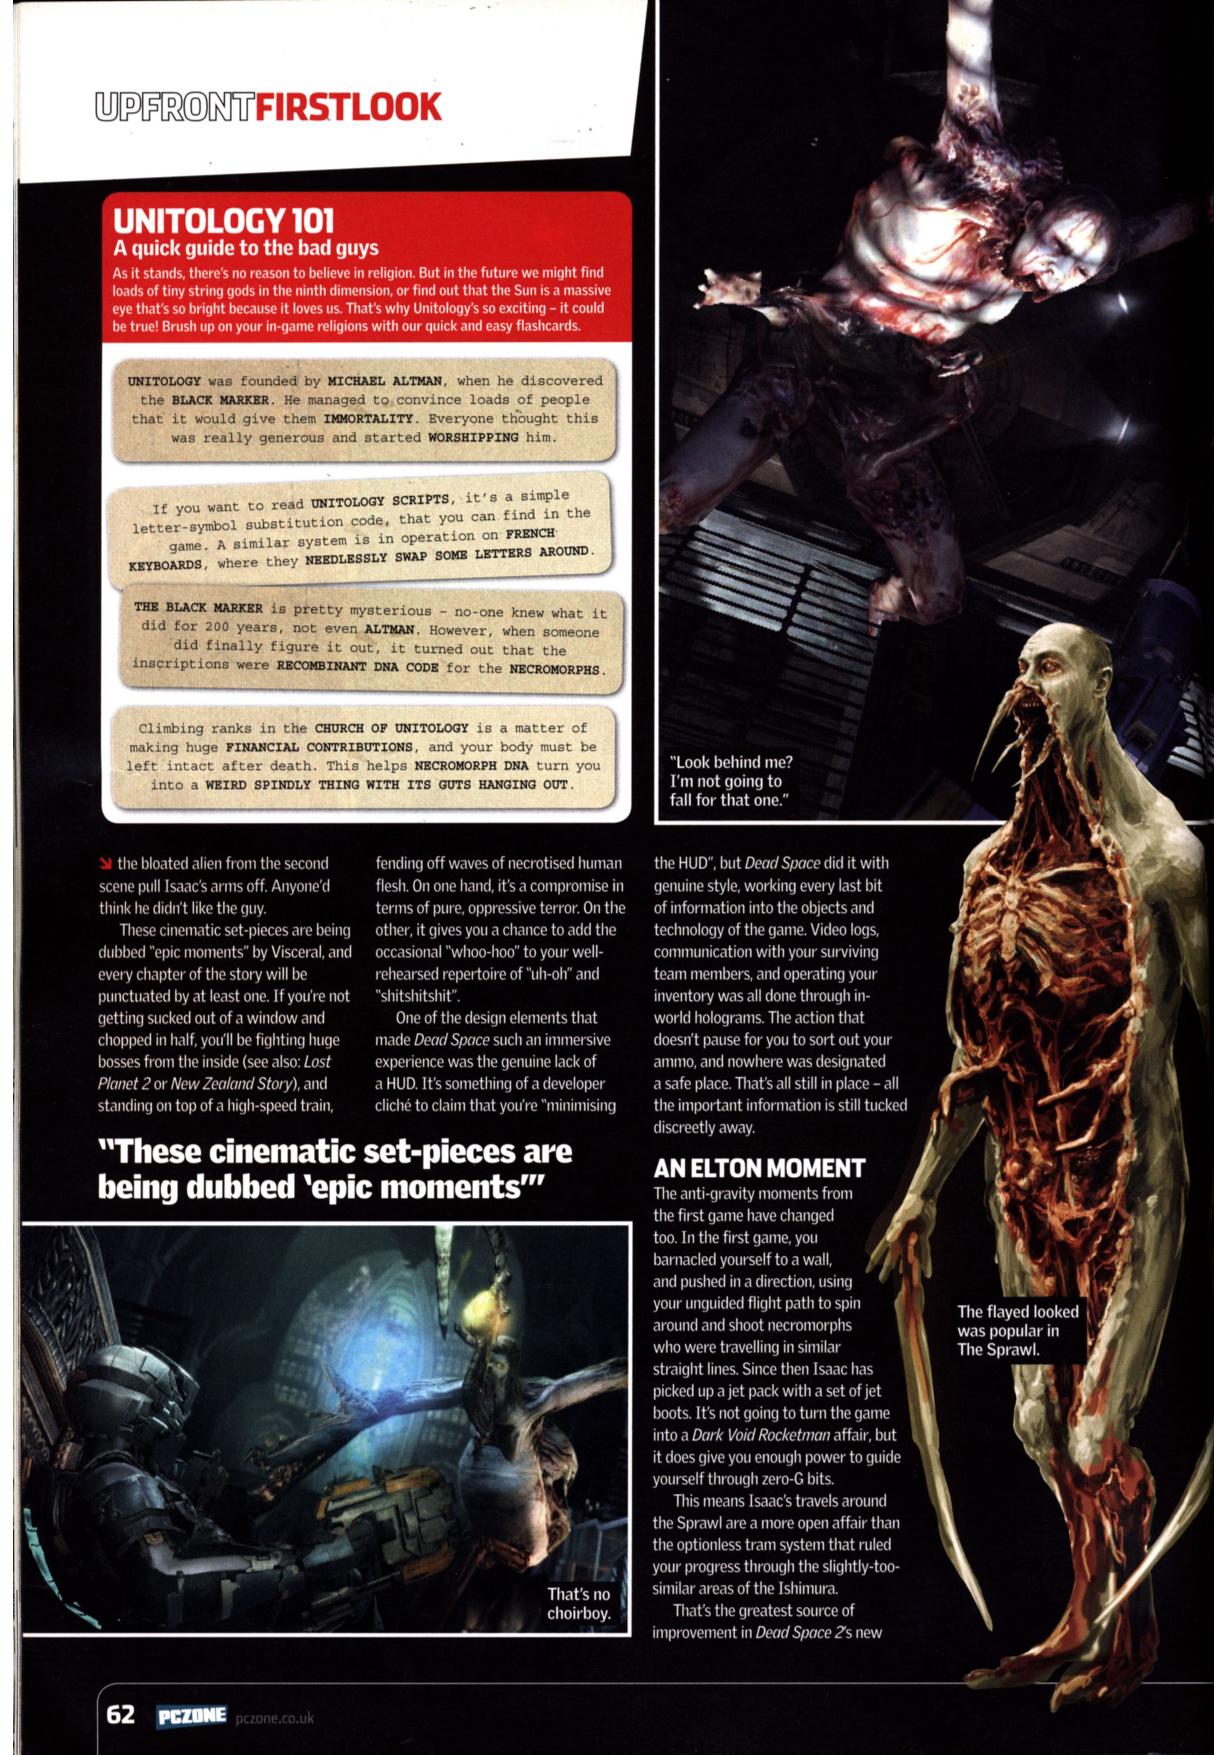 UPFRONTFIRSTLOOK
UNITOLOGY 101
A quick guide to the bad guys
As it stands, there's no reason to believe in religion. But in the future we might find
loads of tiny string gods in the ninth dimension, or find out that the Sun is a massive
eye that's so bright because it loves us. That's why Unitology's so exciting – it could
be true! Brush up on your in-game religions with our quick and easy flashcards.
UNITOLOGY was founded by MICHAEL ALTMAN, when he discovered
the BLACK MARKER. He managed to convince loads of people
that it would give them IMMORTALITY. Everyone thought this
was really generous and started WORSHIPPING him.
If you want to read UNITOLOGY SCRIPTS, it's a simple
letter-symbol substitution code, that you can find in the
game. A similar system is in operation on FRENCH
KEYBOARDS, where they NEEDLESSLY SWAP SOME LETTERS AROUND.
THE BLACK MARKER is pretty mysterious – no-one knew what it
did for 200 years, not even ALTMAN. However, when someone
did finally figure it out, it turned out that the
inscriptions were RECOMBINANT DNA CODE for the NECROMORPHS.
Climbing ranks in the CHURCH OF UNITOLOGY is a matter of
making huge FINANCIAL CONTRIBUTIONS, and your body must be
left intact after death. This helps NECROMORPH DNA turn you
into a WEIRD SPINDLY THING WITH ITS GUTS HANGING OUT.
"Look behind me?
I'm not going to
fall for that one."
the bloated alien from the second
scene pull Isaac's arms off. Anyone'd
think he didn't like the guy.
These cinematic set-pieces are being
dubbed "epic moments" by Visceral, and
every chapter of the story will be
punctuated by at least one. If you're not
getting sucked out of a window and
chopped in half, you'll be fighting huge
bosses from the inside (see also: Lost
Planet 2 or New Zealand Story), and
standing on top of a high-speed train,
fending off waves of necrotised human
flesh. On one hand, it's a compromise in
terms of pure, oppressive terror. On the
other, it gives you a chance to add the
occasional "whoo-hoo" to your well-
rehearsed repertoire of "uh-oh" and
"shitshitshit".
One of the design elements that
made Dead Space such an immersive
experience was the genuine lack of
a HUD. It's something of a developer
cliché to claim that you're "minimising
the HUD", but Dead Space did it with
genuine style, working every last bit
of information into the objects and
technology of the game. Video logs,
communication with your surviving
team members, and operating your
inventory was all done through in-
world holograms. The action that
doesn't pause for you to sort out your
ammo, and nowhere was designated
a safe place. That's all still in place – all
the important information is still tucked
discreetly away.
AN ELTON MOMENT
The anti-gravity moments from
the first game have changed
too. In the first game, you
barnacled yourself to a wall,
and pushed in a direction, using
your unguided flight path to spin
around and shoot necromorphs
who were travelling in similar
straight lines. Since then Isaac has
picked up a jet pack with a set of jet
boots. It's not going to turn the game
into a Dark Void Rocketman affair, but
it does give you enough power to guide
yourself through zero-G bits.
This means Isaac's travels around
the Sprawl are a more open affair than
the optionless tram system that ruled
your progress through the slightly-too-
similar areas of the Ishimura.
That's the greatest source of
improvement in Dead Space 2's new
"These cinematic set-pieces are
being dubbed 'epic moments'"
That's no
choirboy.
The flayed looked
was popular in
The Sprawl.
62 PCZONE pczone.co.uk